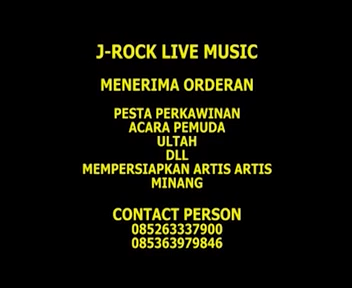 J-ROCK LIVE MUSIC
MENERIMA ORDERAN
PESTA PERKAWINAN
ACARA PEMUDA
ULTAH
DLL
MEMPERSIAPKAN ARTIS ARTIS
MINANG
CONTACT PERSON
085263337900
085363979846